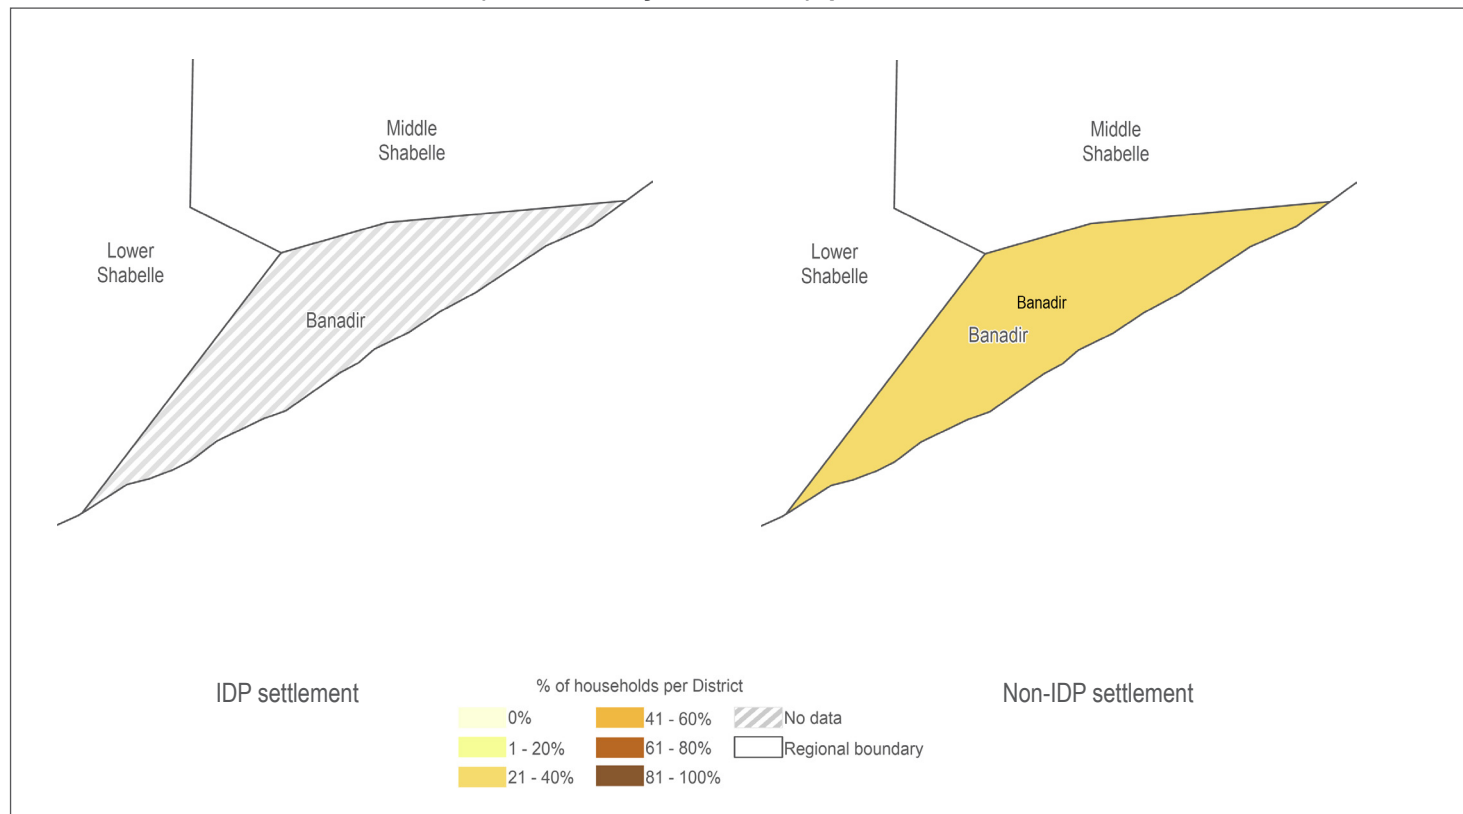 Middle
Shabelle
Lower
Shabelle
Banadir
Middle
Shabelle
Lower
Shabelle
Banadir
Banadir
IDP settlement
% of households per District
0%
1 - 20%
21 - 40%
41 - 60%
61 - 80%
81 - 100%
No data
Regional boundary
Non-IDP settlement